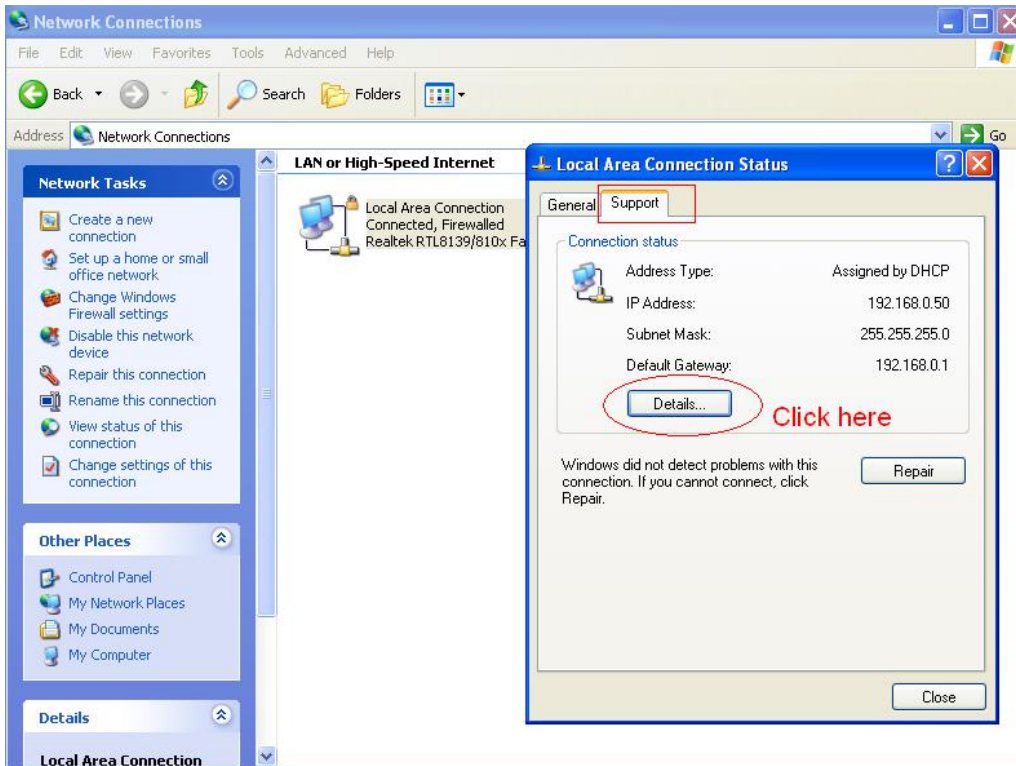 Network Connections
File Edit View Favorites Tools Advanced Help
Back Search Folders
Address Network Connections Go
Network Tasks
Create a new
connection
Set up a home or small
office network
Change Windows
Firewall settings
Disable this network
device
Repair this connection
Rename this connection
View status of this
connection
Change settings of this
connection
Other Places
Control Panel
My Network Places
My Documents
My Computer
Details
Local Area Connection
LAN or High-Speed Internet
Local Area Connection
Connected, Firewalled
Realtek RTL8139/810x Fa
Local Area Connection Status
General Support
Connection status
Address Type: Assigned by DHCP
IP Address: 192.168.0.50
Subnet Mask: 255.255.255.0
Default Gateway: 192.168.0.1
Details... Click here
Windows did not detect problems with this
connection. If you cannot connect, click
Repair.
Repair
Close